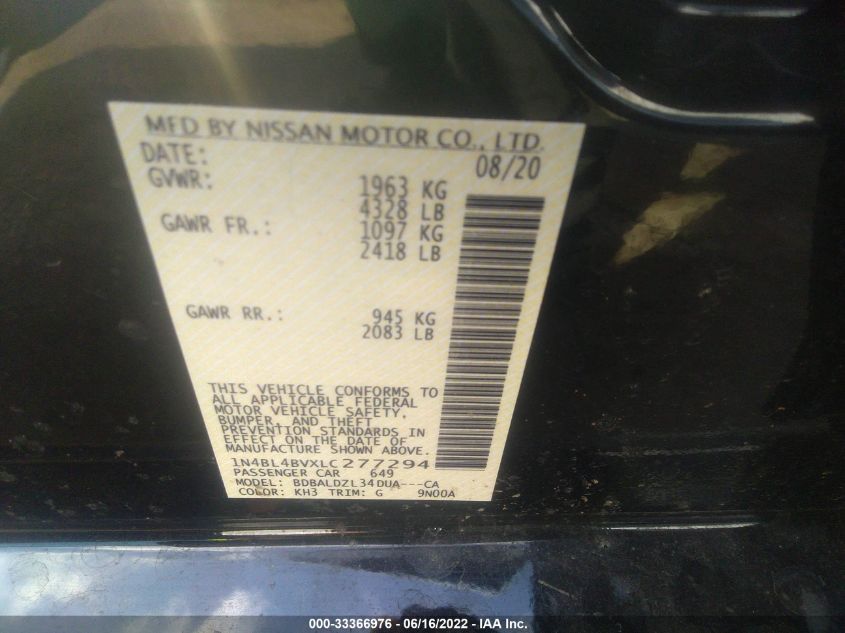 MFD BY NISSAN MOTOR CO., LTD.
DATE: 08/20
GVWR: 1963 KG
4328 LB
GAWR FR.: 1097 KG
2418 LB
GAWR RR.: 945 KG
2083 LB
THIS VEHICLE CONFORMS TO
ALL APPLICABLE FEDERAL
MOTOR VEHICLE SAFETY,
BUMPER, AND THEFT
PREVENTION STANDARDS IN
EFFECT ON THE DATE OF
MANUFACTURE SHOWN ABOVE.
1N4BL4BVXLC277294
PASSENGER CAR 649
MODEL: BDBALDZL34DUA---CA
COLOR: KH3 TRIM: G 9N00A
000-33366976 - 06/16/2022 - IAA Inc.